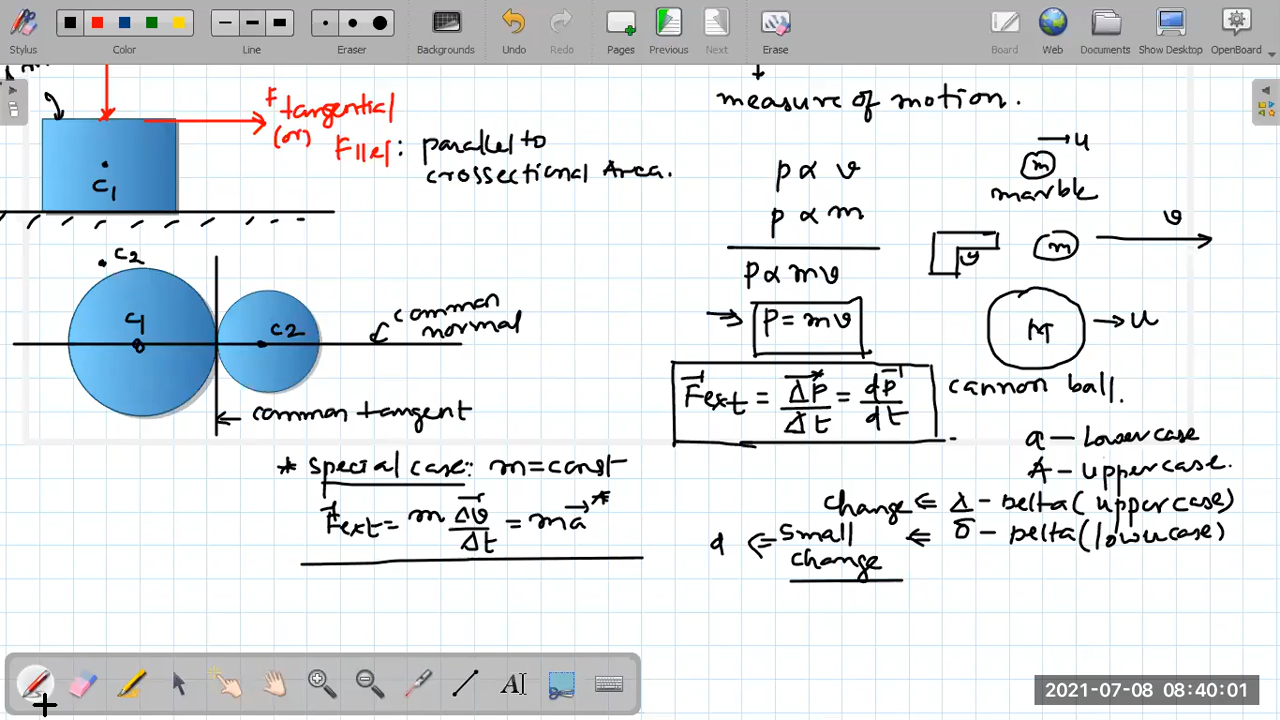 Stylus
Color
Line
Eraser
Backgrounds
Undo
Redo
Pages
Previous
Next
Erase
Board
Web
Documents
Show Desktop
OpenBoard
F tangential
(or)
F||el : parallel to
crossectional Area.
C1
C2
C1
C2
common
normal
common tangent
* special case: m=const
F⃗ext = m Δv⃗/Δt = ma⃗*
measure of motion.
p ∝ v
p ∝ m
p ∝ mv
→ p = mv
F⃗ext = Δp⃗/Δt = dp⃗/dt
u
m
marble
v
m
v
M → u
cannon ball.
a - Lowercase
A - uppercase.
change ⇐ Δ - Delta (uppercase)
d ⇐ small ⇐ δ - Delta (lowercase)
change
AI
2021-07-08 08:40:01